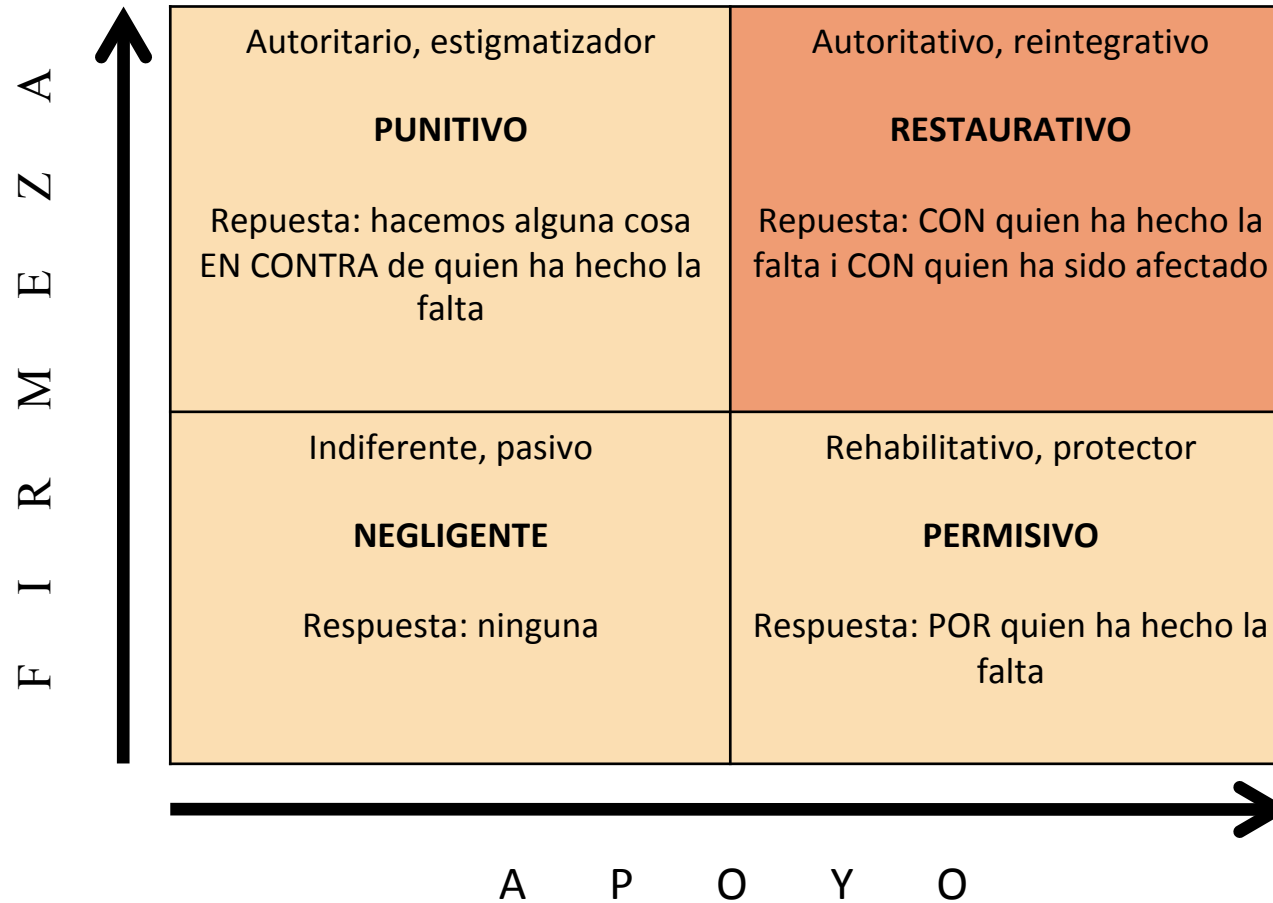 FIRMEZA
Autoritario, estigmatizador
PUNITIVO
Repuesta: hacemos alguna cosa
EN CONTRA de quien ha hecho la
falta
Autoritativo, reintegrativo
RESTAURATIVO
Repuesta: CON quien ha hecho la
falta i CON quien ha sido afectado
Indiferente, pasivo
NEGLIGENTE
Respuesta: ninguna
Rehabilitativo, protector
PERMISIVO
Respuesta: POR quien ha hecho la
falta
APOYO